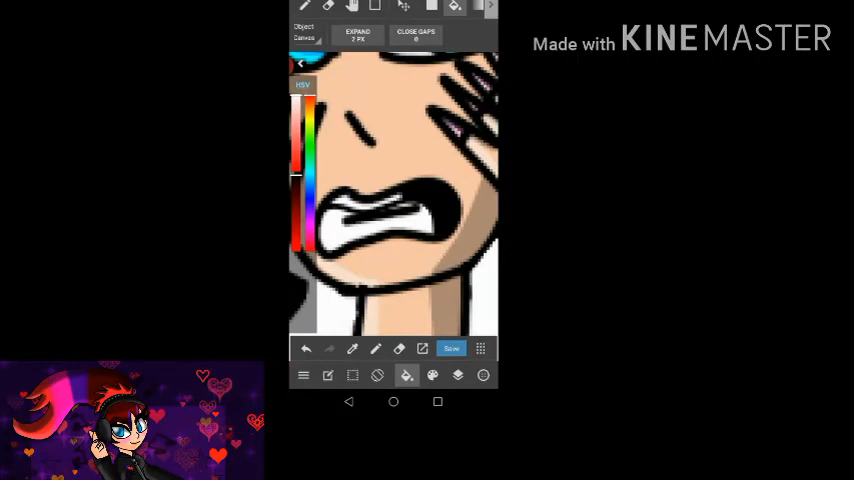 Made with KINEMASTER
Object
Canvas
EXPAND
2 PX
CLOSE GAPS
0
HSV
Save